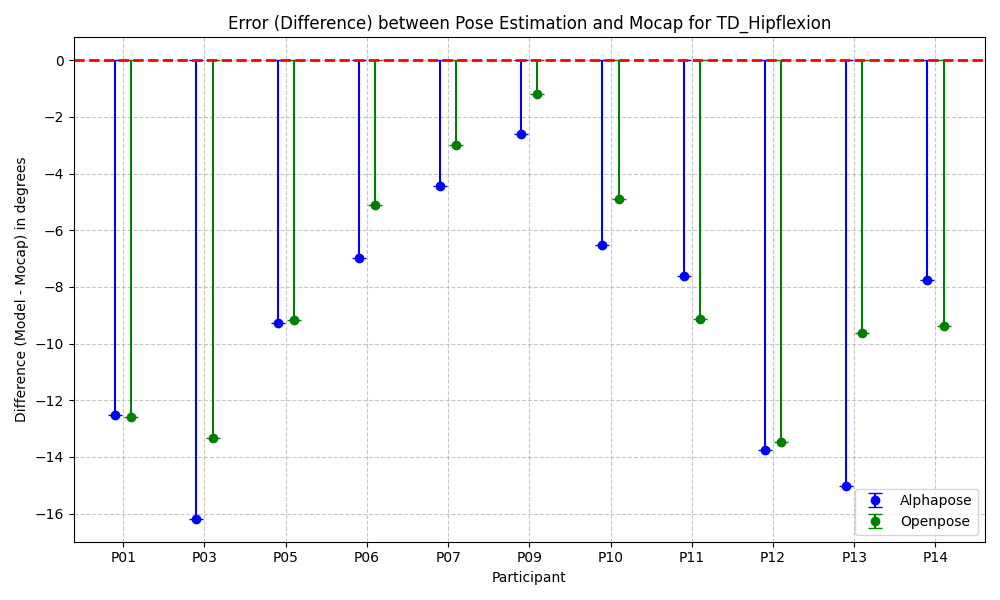 Error (Difference) between Pose Estimation and Mocap for TD_Hipflexion
Difference (Model - Mocap) in degrees
0
−2
−4
−6
−8
−10
−12
−14
−16
Alphapose
Openpose
P01 P03 P05 P06 P07 P09 P10 P11 P12 P13 P14
Participant